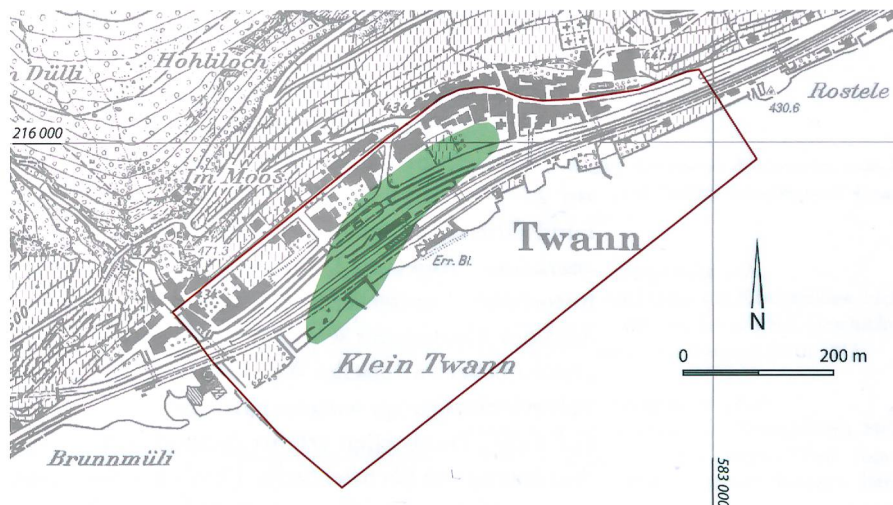 h Dülli
Hohliloch
434
Rostele
430.6
216 000
Im Moos
471.3
Twann
Err. Bl.
N
0 200 m
Klein Twann
Brunnmüli
583 000